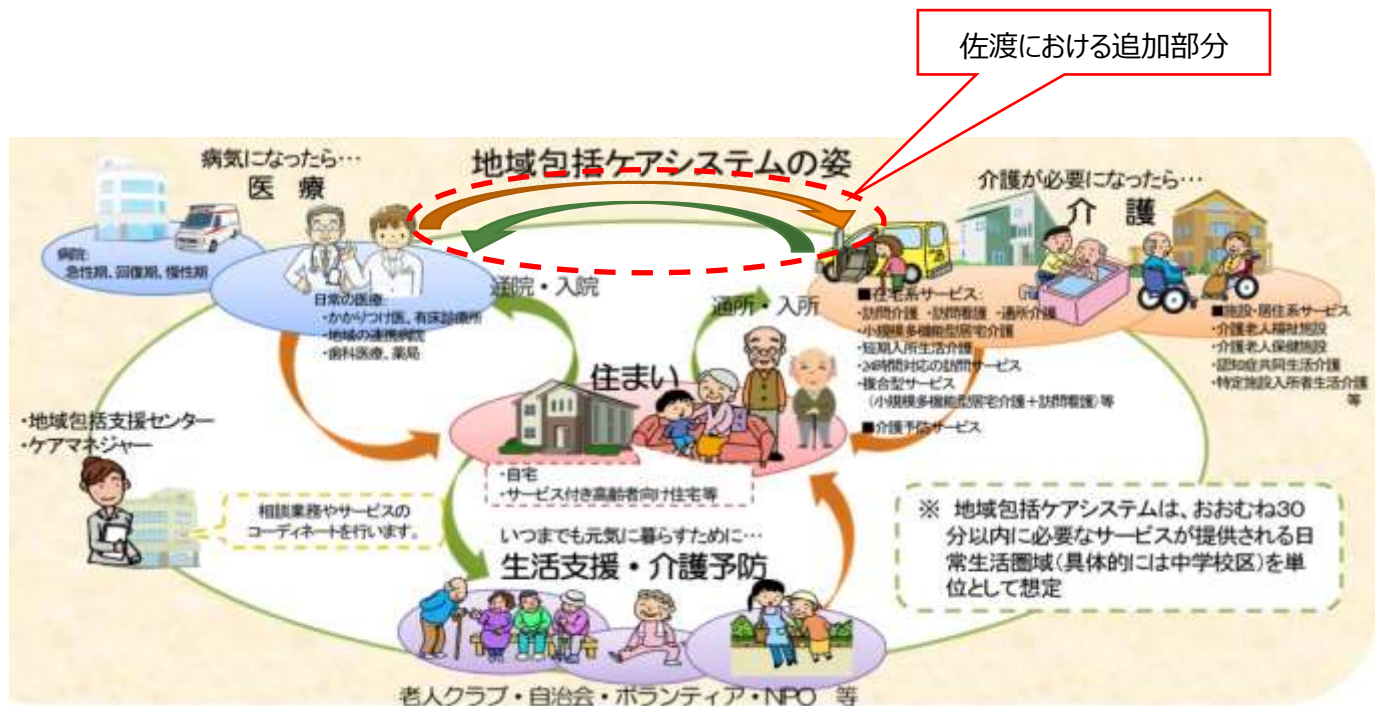 佐渡における追加部分
地域包括ケアシステムの姿
病気になったら…
医 療
病院:
急性期、回復期、慢性期
日常の医療:
・かかりつけ医、有床診療所
・地域の連携病院
・歯科医療、薬局
通院・入院
通所・入所
介護が必要になったら…
介 護
■在宅系サービス:
・訪問介護 ・訪問看護 ・通所介護
・小規模多機能型居宅介護
・短期入所生活介護
・24時間対応の訪問サービス
・複合型サービス
(小規模多機能型居宅介護+訪問看護) 等
■介護予防サービス
■施設・居住系サービス
・介護老人福祉施設
・介護老人保健施設
・認知症共同生活介護
・特定施設入所者生活介護
等
住まい
・自宅
・サービス付き高齢者向け住宅等
・地域包括支援センター
・ケアマネジャー
相談業務やサービスの
コーディネートを行います。
いつまでも元気に暮らすために…
生活支援・介護予防
老人クラブ・自治会・ボランティア・NPO 等
※ 地域包括ケアシステムは、おおむね30
分以内に必要なサービスが提供される日
常生活圏域(具体的には中学校区)を単
位として想定